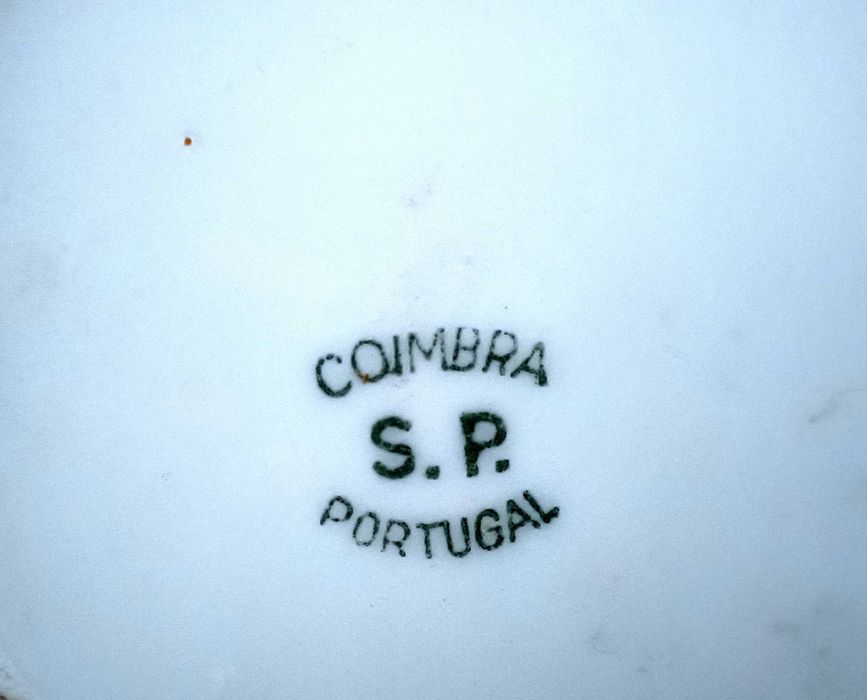 COIMBRA
S. P.
PORTUGAL